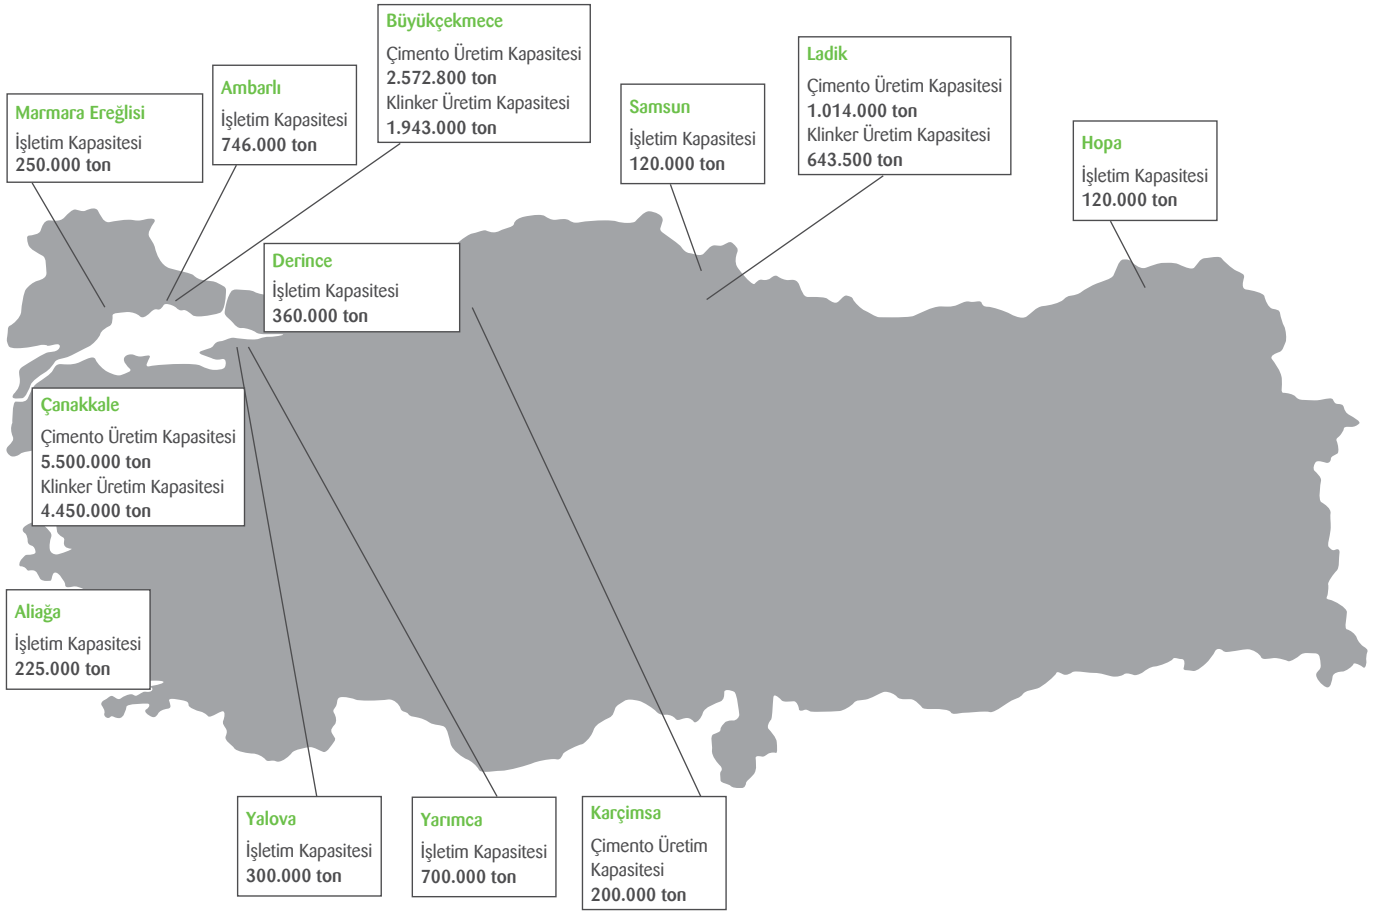 Büyükçekmece
Çimento Üretim Kapasitesi
2.572.800 ton
Klinker Üretim Kapasitesi
1.943.000 ton
Ladik
Çimento Üretim Kapasitesi
1.014.000 ton
Klinker Üretim Kapasitesi
643.500 ton
Ambarlı
İşletim Kapasitesi
746.000 ton
Marmara Ereğlisi
İşletim Kapasitesi
250.000 ton
Samsun
İşletim Kapasitesi
120.000 ton
Hopa
İşletim Kapasitesi
120.000 ton
Derince
İşletim Kapasitesi
360.000 ton
Çanakkale
Çimento Üretim Kapasitesi
5.500.000 ton
Klinker Üretim Kapasitesi
4.450.000 ton
Aliağa
İşletim Kapasitesi
225.000 ton
Yalova
İşletim Kapasitesi
300.000 ton
Yarımca
İşletim Kapasitesi
700.000 ton
Karçimsa
Çimento Üretim
Kapasitesi
200.000 ton